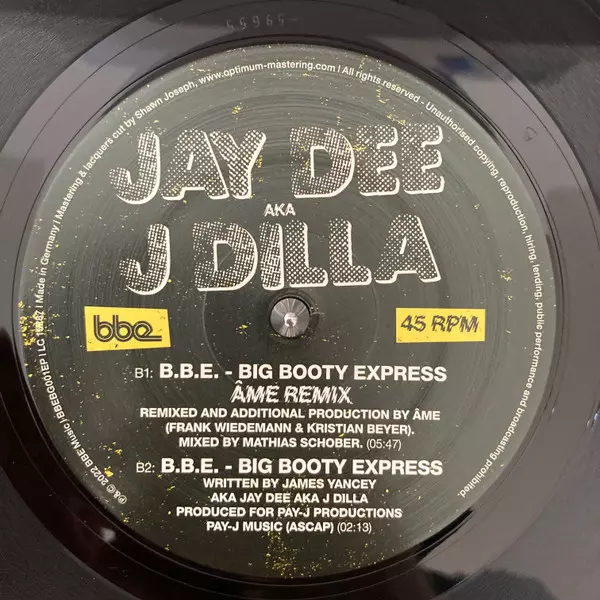 59655-
P&© 2022 BBE Music | BBEBG001EP | LC 15487 | Made in Germany | Mastering & lacquers cut by Shawn Joseph, www.optimum-mastering.com | All rights reserved - Unauthorised copying, reproduction, hiring, lending, public performance and broadcasting prohibited.
JAY DEE
AKA
J DILLA
bbe
45 RPM
B1: B.B.E. - BIG BOOTY EXPRESS
ÂME REMIX
REMIXED AND ADDITIONAL PRODUCTION BY ÂME
(FRANK WIEDEMANN & KRISTIAN BEYER).
MIXED BY MATHIAS SCHOBER. (05:47)
B2: B.B.E. - BIG BOOTY EXPRESS
WRITTEN BY JAMES YANCEY
AKA JAY DEE AKA J DILLA
PRODUCED FOR PAY-J PRODUCTIONS
PAY-J MUSIC (ASCAP) (02:13)